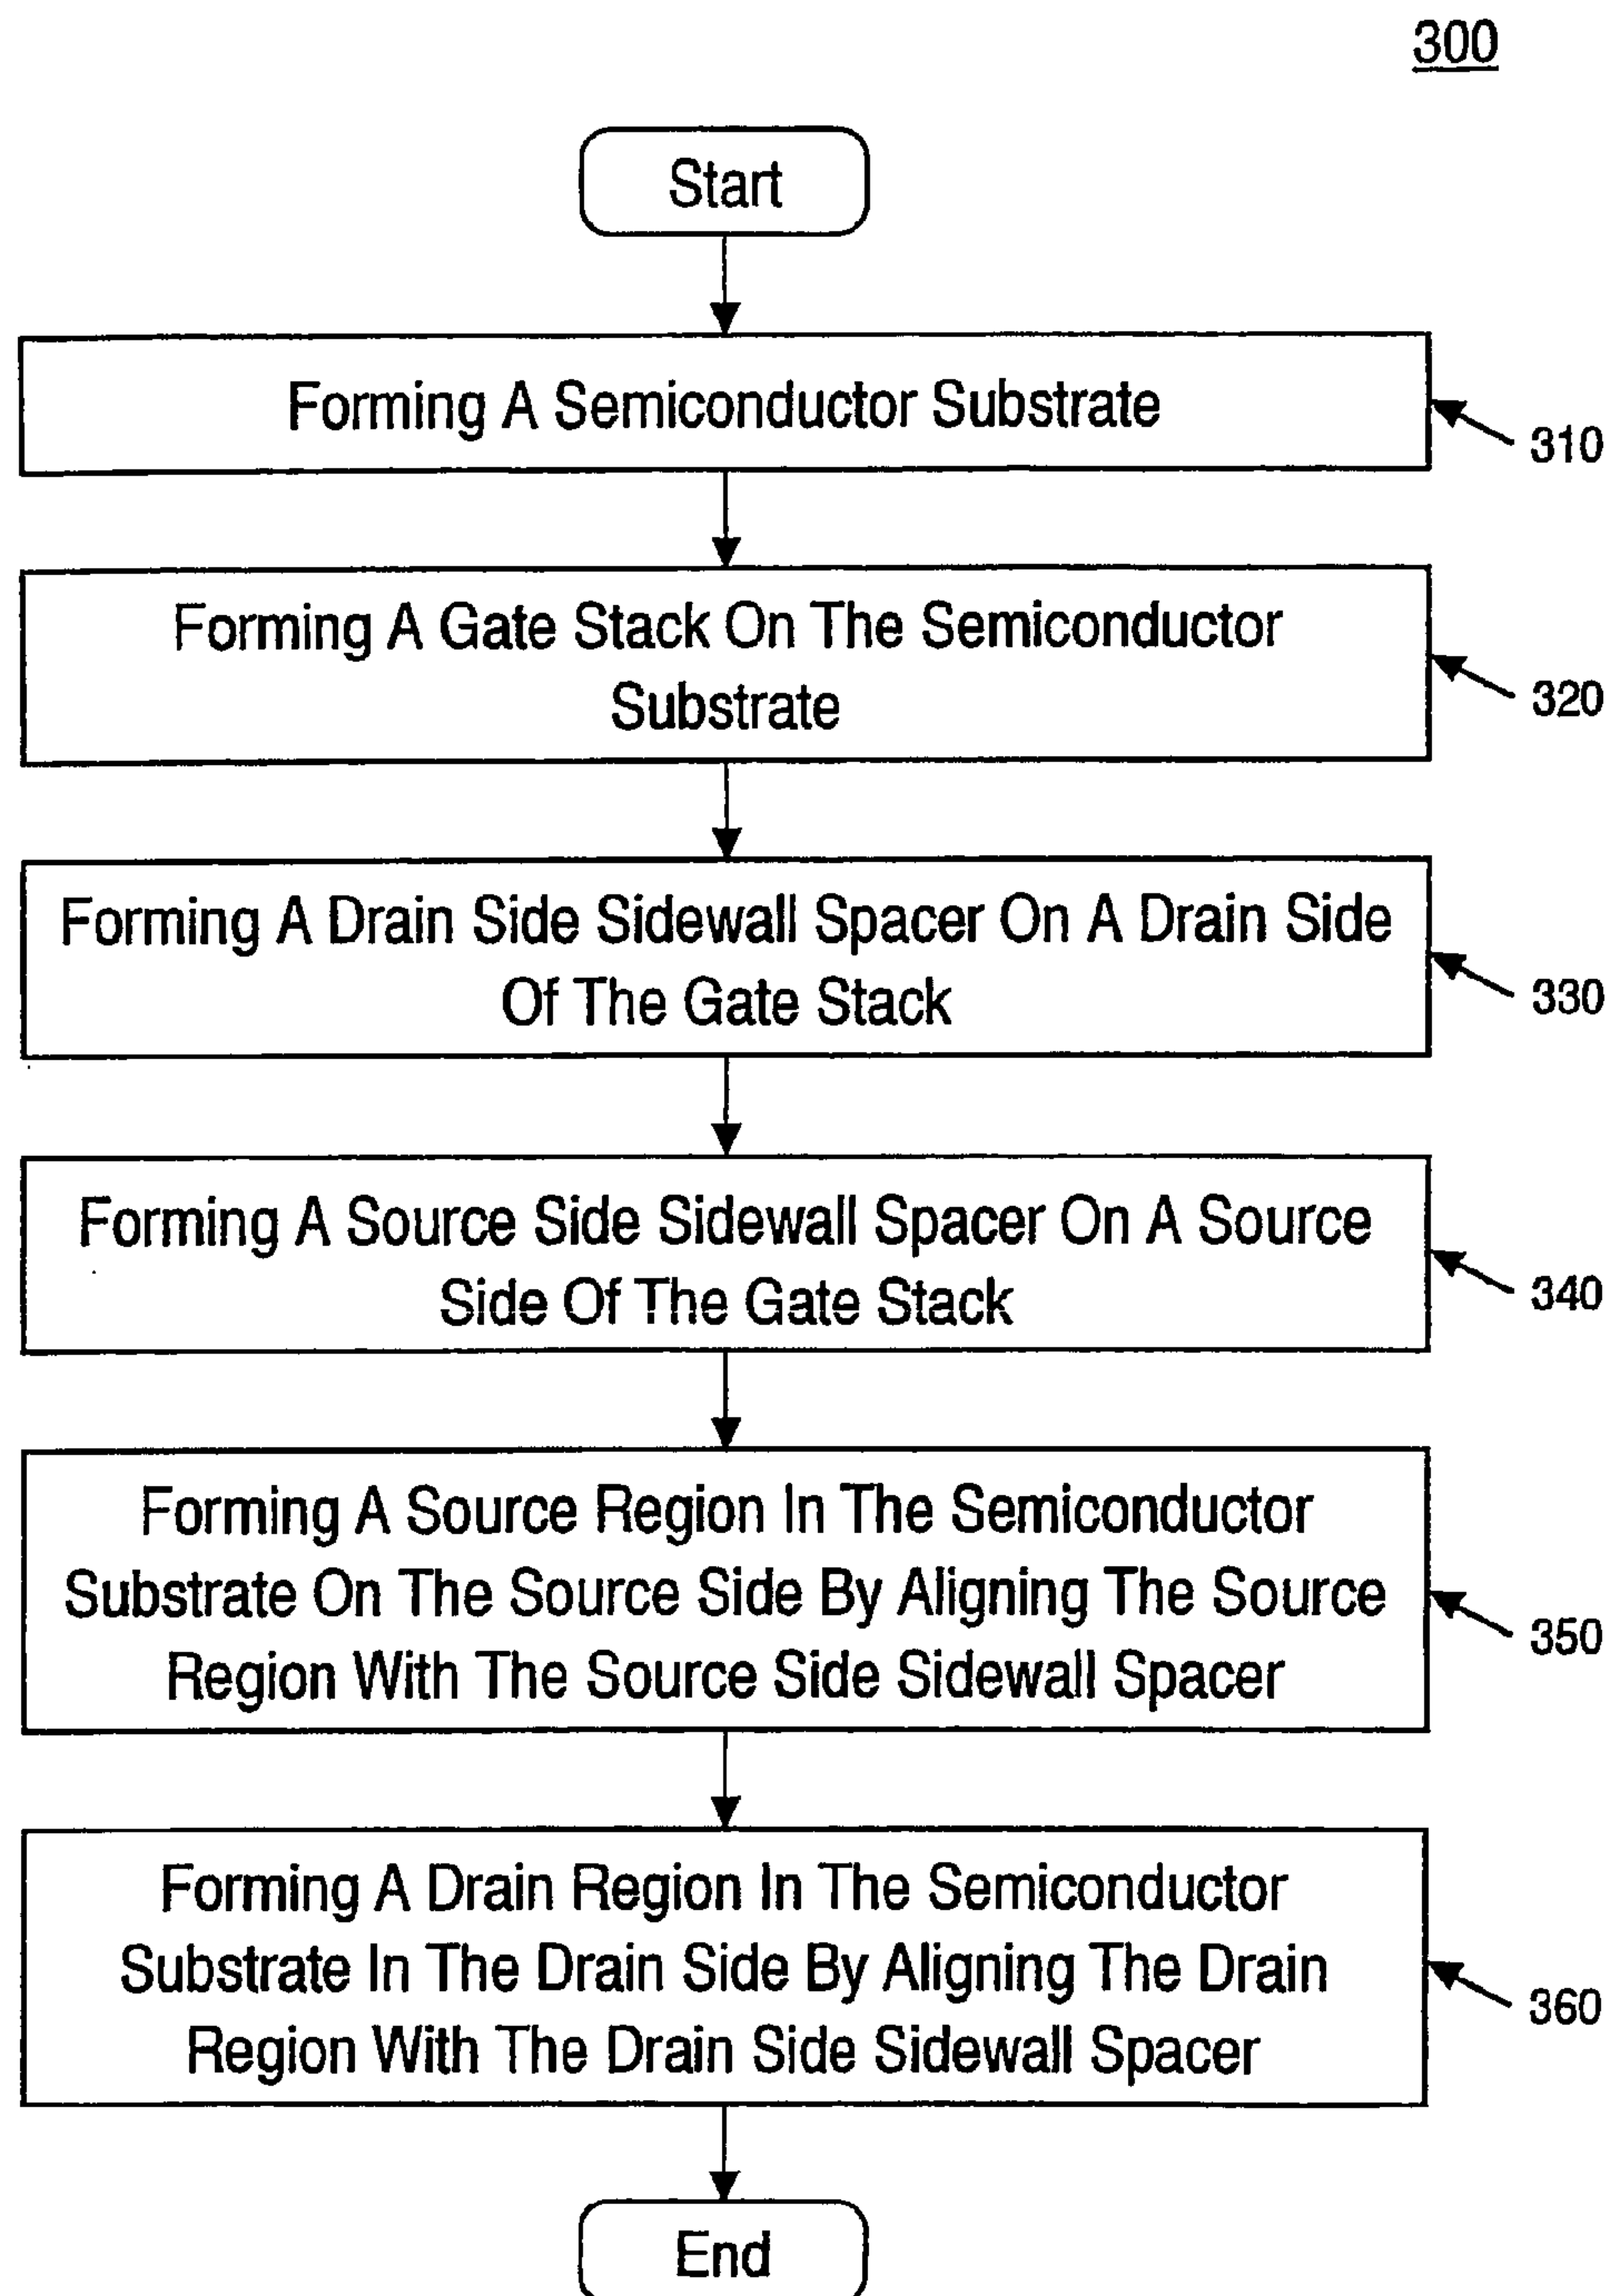 300
Start
Forming A Semiconductor Substrate
310
Forming A Gate Stack On The Semiconductor
Substrate
320
Forming A Drain Side Sidewall Spacer On A Drain Side
Of The Gate Stack
330
Forming A Source Side Sidewall Spacer On A Source
Side Of The Gate Stack
340
Forming A Source Region In The Semiconductor
Substrate On The Source Side By Aligning The Source
Region With The Source Side Sidewall Spacer
350
Forming A Drain Region In The Semiconductor
Substrate In The Drain Side By Aligning The Drain
Region With The Drain Side Sidewall Spacer
360
End